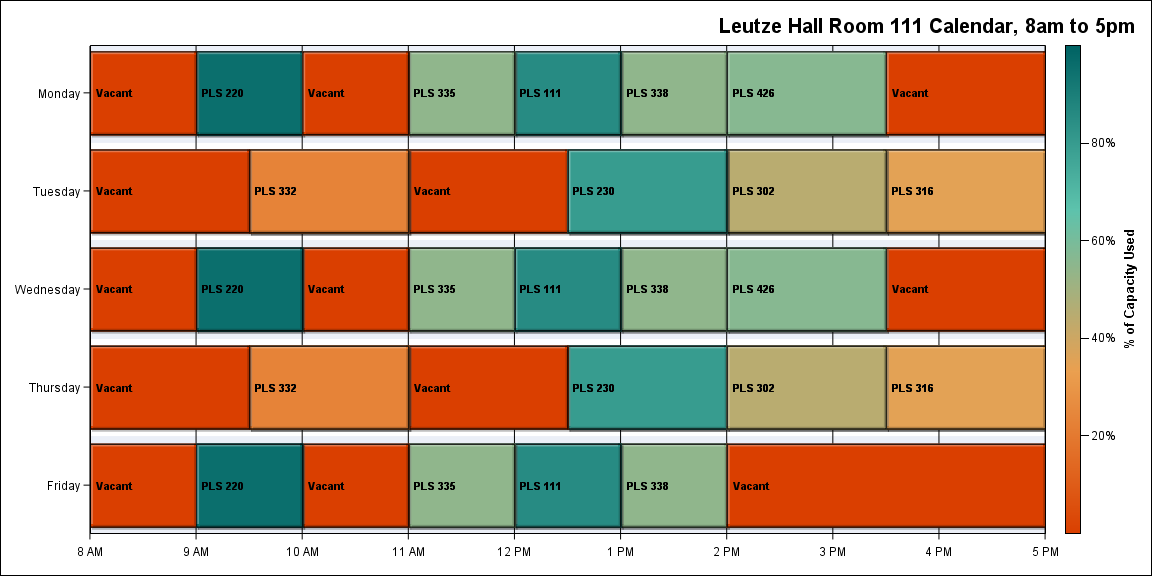 Leutze Hall Room 111 Calendar, 8am to 5pm
Monday
Vacant
PLS 220
Vacant
PLS 335
PLS 111
PLS 338
PLS 426
Vacant
Tuesday
Vacant
PLS 332
Vacant
PLS 230
PLS 302
PLS 316
Wednesday
Vacant
PLS 220
Vacant
PLS 335
PLS 111
PLS 338
PLS 426
Vacant
Thursday
Vacant
PLS 332
Vacant
PLS 230
PLS 302
PLS 316
Friday
Vacant
PLS 220
Vacant
PLS 335
PLS 111
PLS 338
Vacant
8 AM
9 AM
10 AM
11 AM
12 PM
1 PM
2 PM
3 PM
4 PM
5 PM
80%
60%
40%
20%
% of Capacity Used